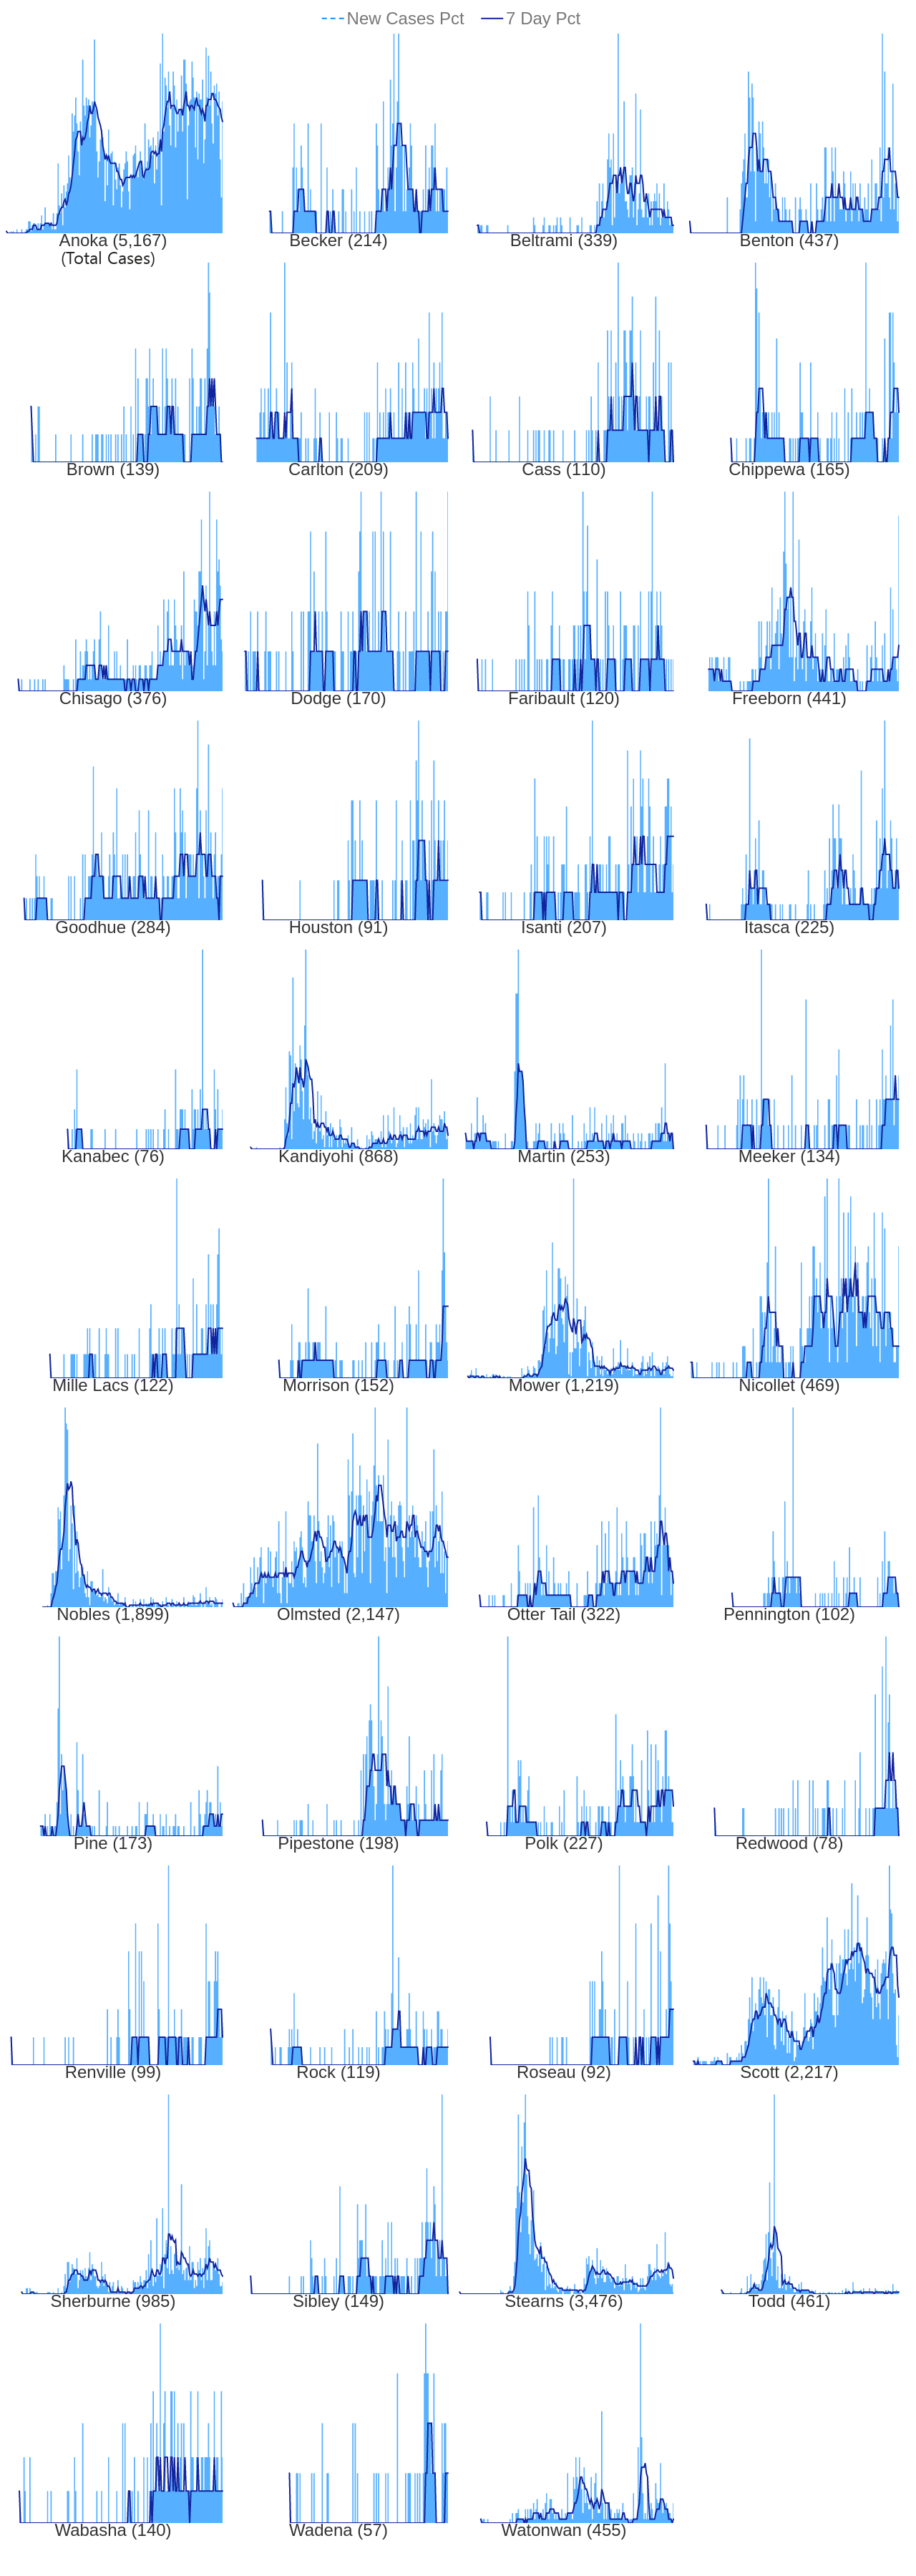 New Cases Pct 7 Day Pct
Anoka (5,167) Becker (214) Beltrami (339) Benton (437)
(Total Cases)
Brown (139) Carlton (209) Cass (110) Chippewa (165)
Chisago (376) Dodge (170) Faribault (120) Freeborn (441)
Goodhue (284) Houston (91) Isanti (207) Itasca (225)
Kanabec (76) Kandiyohi (868) Martin (253) Meeker (134)
Mille Lacs (122) Morrison (152) Mower (1,219) Nicollet (469)
Nobles (1,899) Olmsted (2,147) Otter Tail (322) Pennington (102)
Pine (173) Pipestone (198) Polk (227) Redwood (78)
Renville (99) Rock (119) Roseau (92) Scott (2,217)
Sherburne (985) Sibley (149) Stearns (3,476) Todd (461)
Wabasha (140) Wadena (57) Watonwan (455)